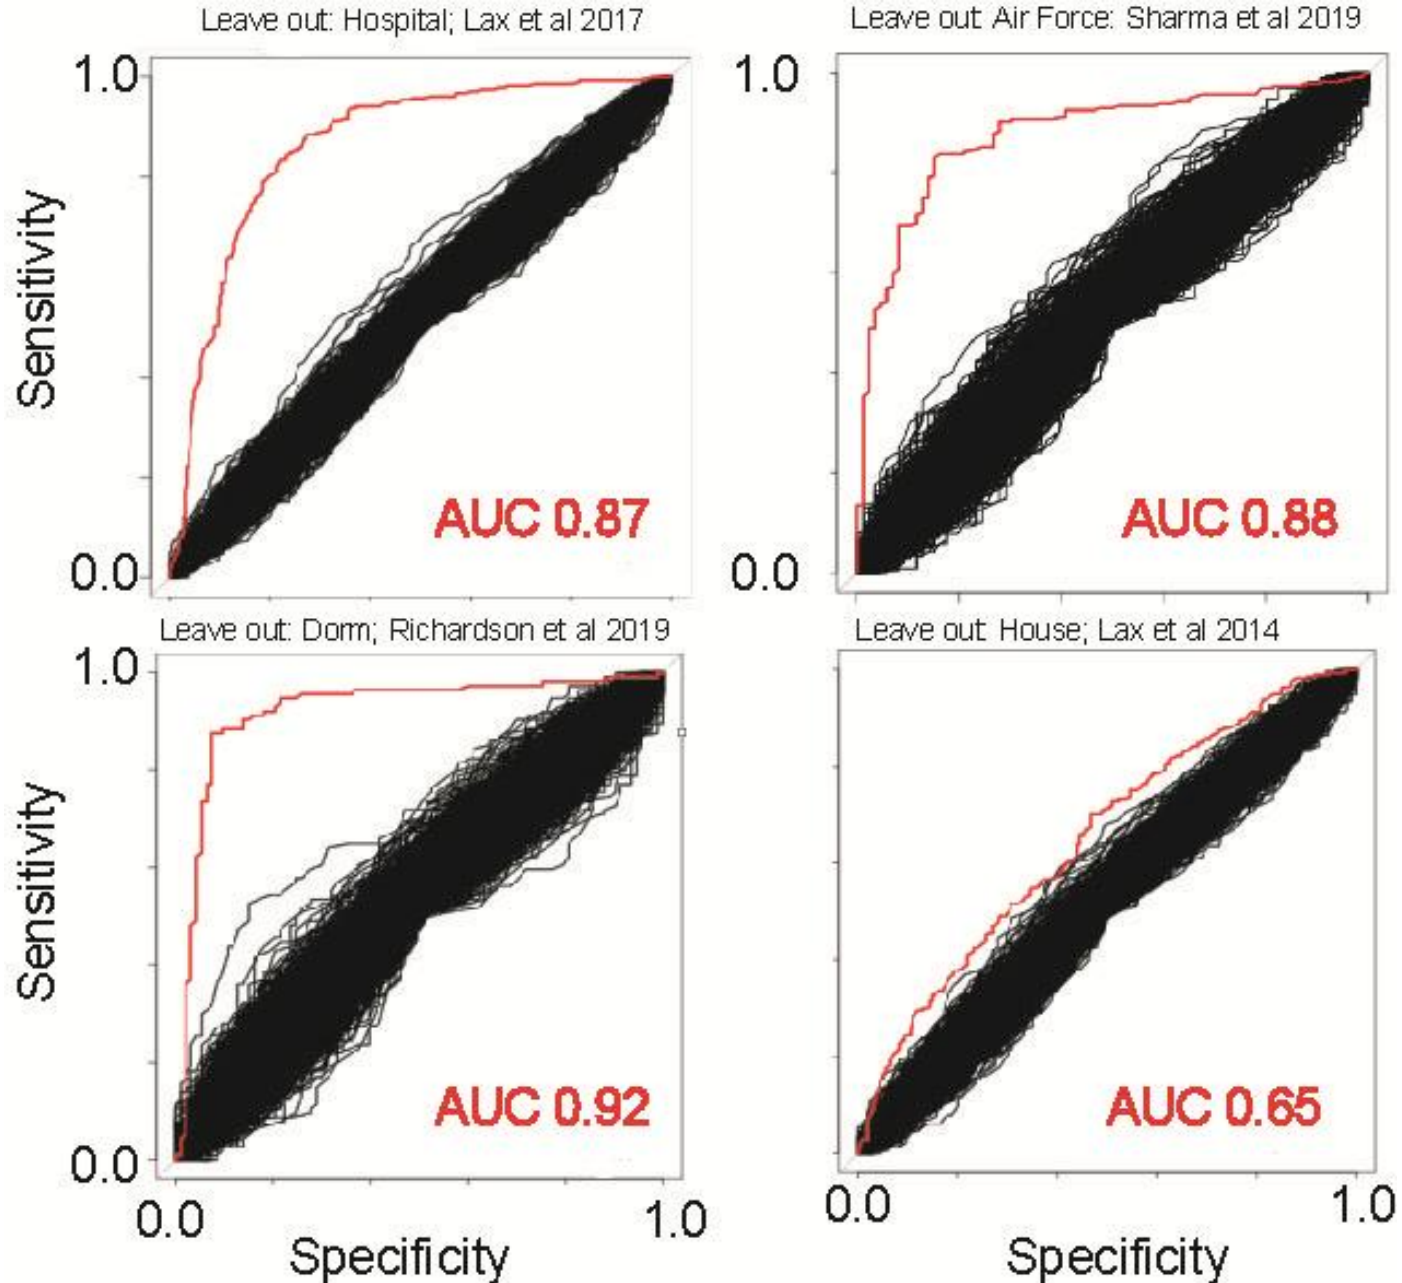 Leave out: Hospital; Lax et al 2017
Leave out: Air Force: Sharma et al 2019
1.0
1.0
Sensitivity
AUC 0.87
AUC 0.88
0.0
0.0
Leave out: Dorm; Richardson et al 2019
Leave out: House; Lax et al 2014
1.0
Sensitivity
AUC 0.92
AUC 0.65
0.0
0.0
1.0
0.0
1.0
Specificity
Specificity